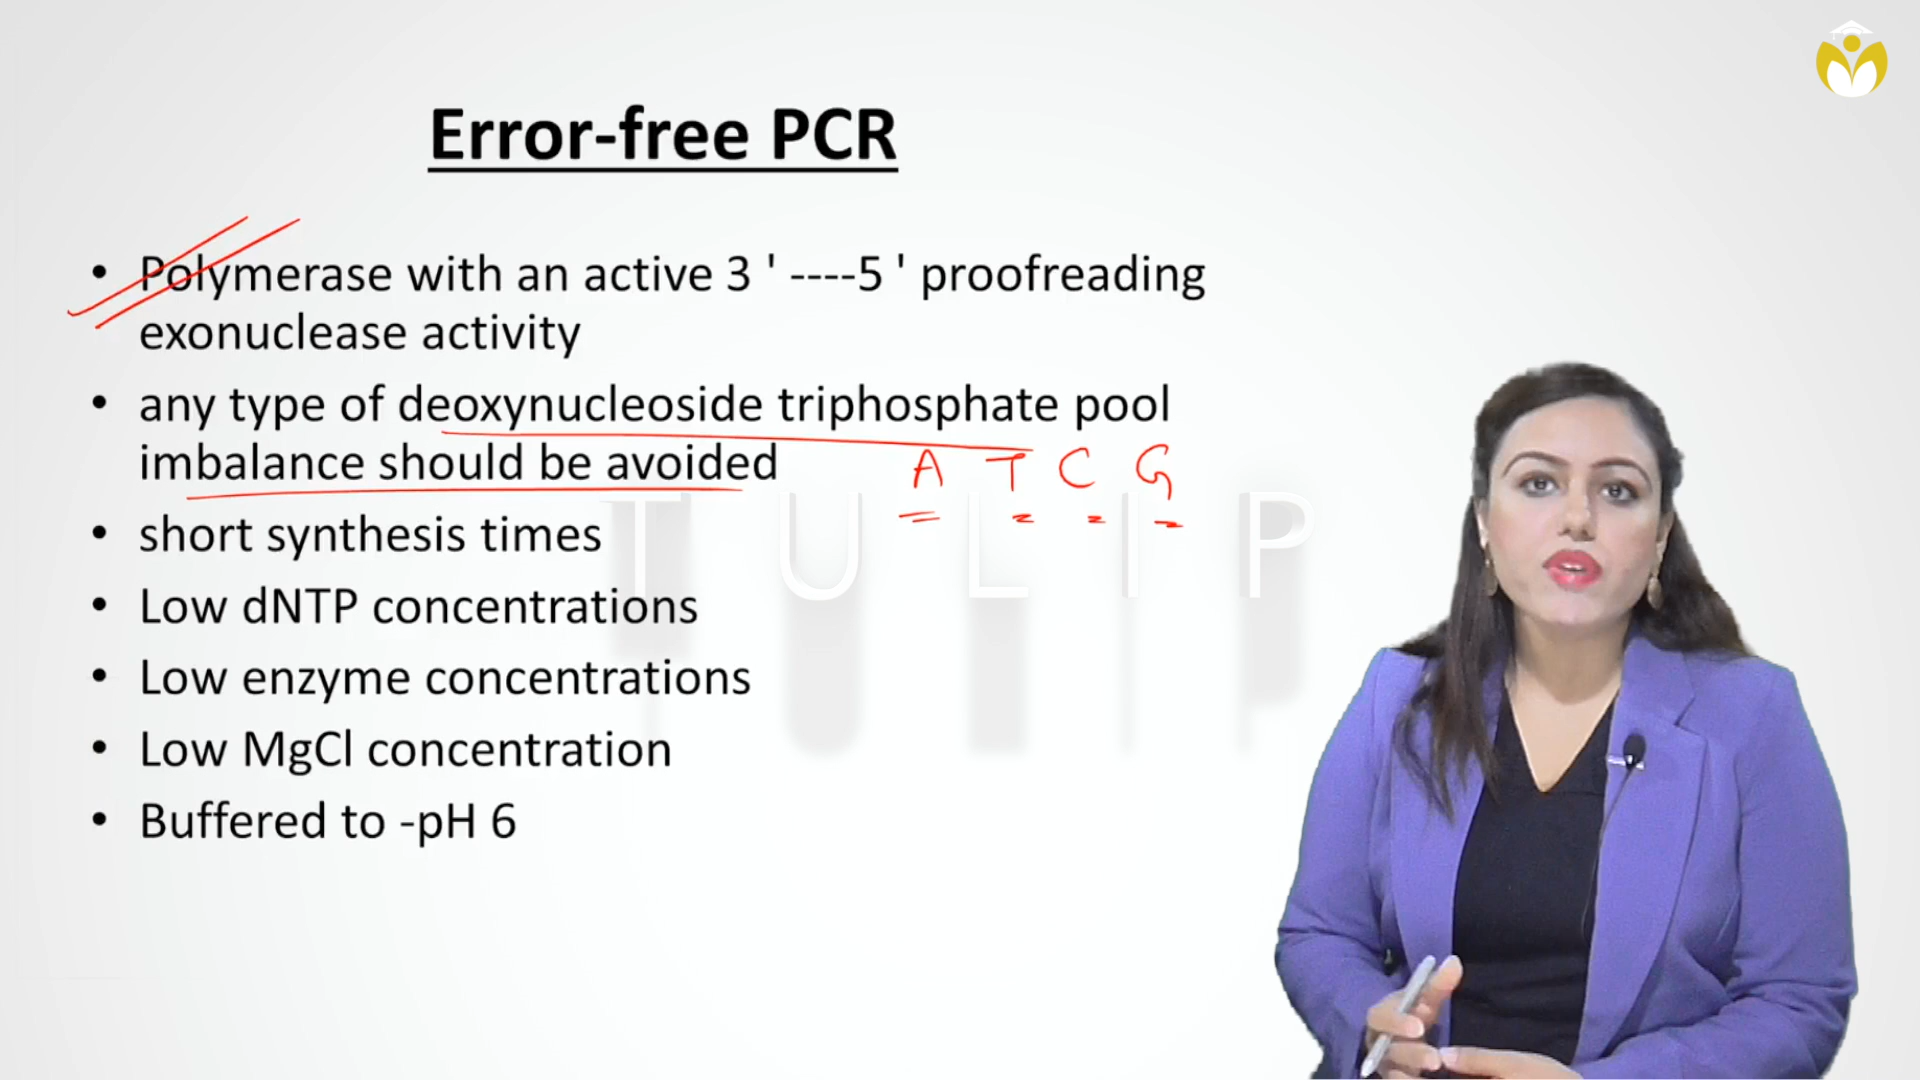 Error-free PCR
• Polymerase with an active 3 ' ----5 ' proofreading
exonuclease activity
• any type of deoxynucleoside triphosphate pool
imbalance should be avoided
A T C G
• short synthesis times
• Low dNTP concentrations
• Low enzyme concentrations
• Low MgCl concentration
• Buffered to -pH 6
TULIP